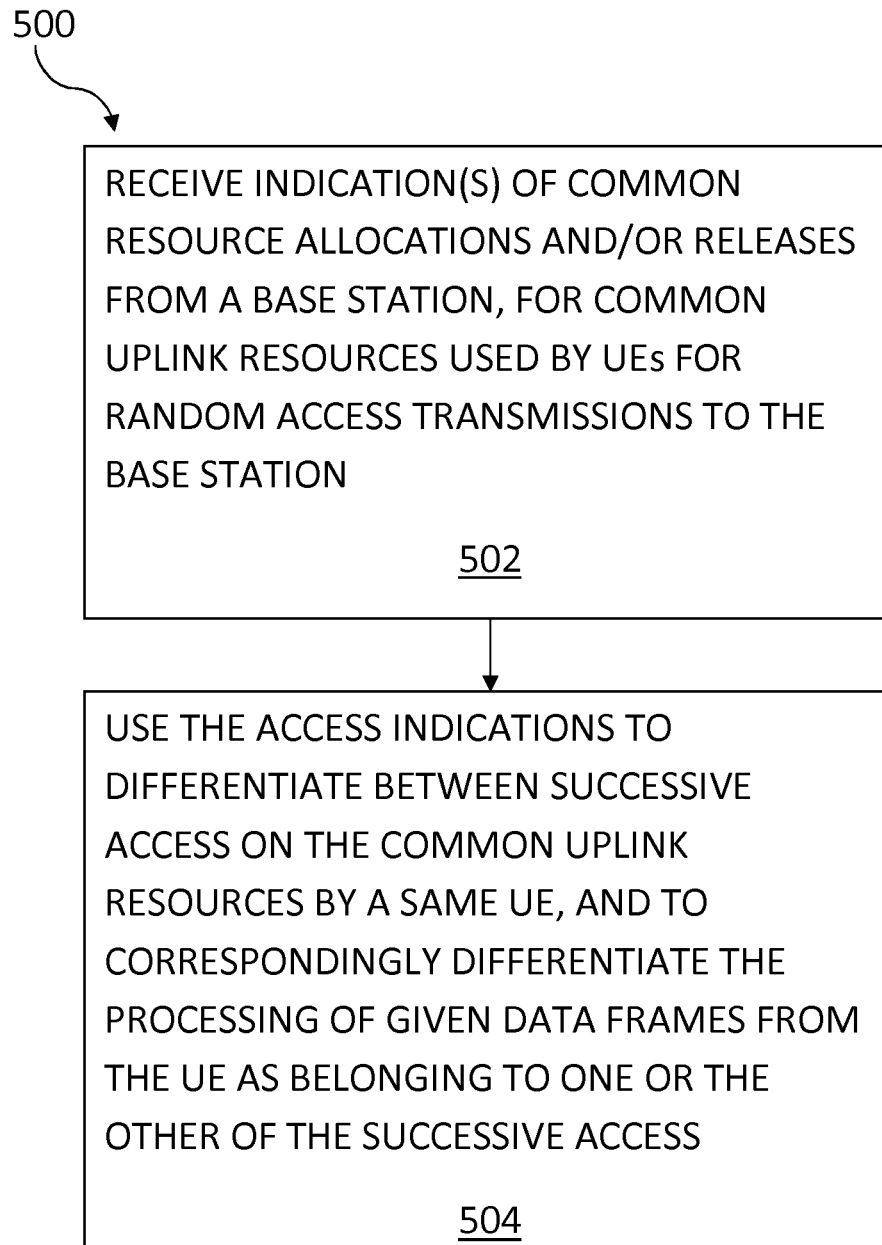 500
RECEIVE INDICATION(S) OF COMMON
RESOURCE ALLOCATIONS AND/OR RELEASES
FROM A BASE STATION, FOR COMMON
UPLINK RESOURCES USED BY UEs FOR
RANDOM ACCESS TRANSMISSIONS TO THE
BASE STATION
502
USE THE ACCESS INDICATIONS TO
DIFFERENTIATE BETWEEN SUCCESSIVE
ACCESS ON THE COMMON UPLINK
RESOURCES BY A SAME UE, AND TO
CORRESPONDINGLY DIFFERENTIATE THE
PROCESSING OF GIVEN DATA FRAMES FROM
THE UE AS BELONGING TO ONE OR THE
OTHER OF THE SUCCESSIVE ACCESS
504